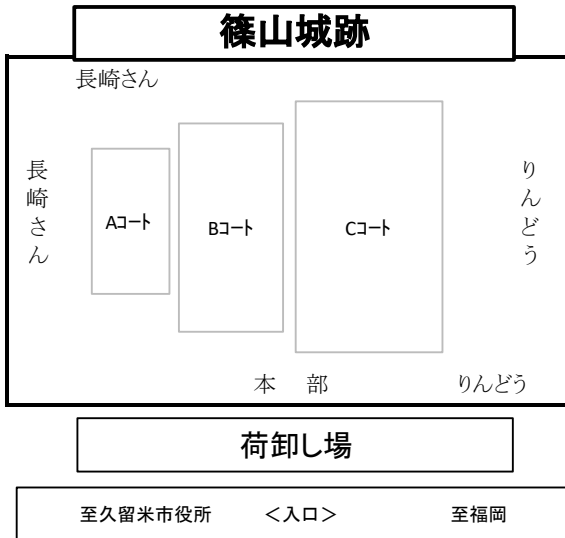 篠山城跡
長崎さん
長崎さん
Aコート
Bコート
Cコート
りんどう
本 部
りんどう
荷卸し場
至久留米市役所 <入口> 至福岡